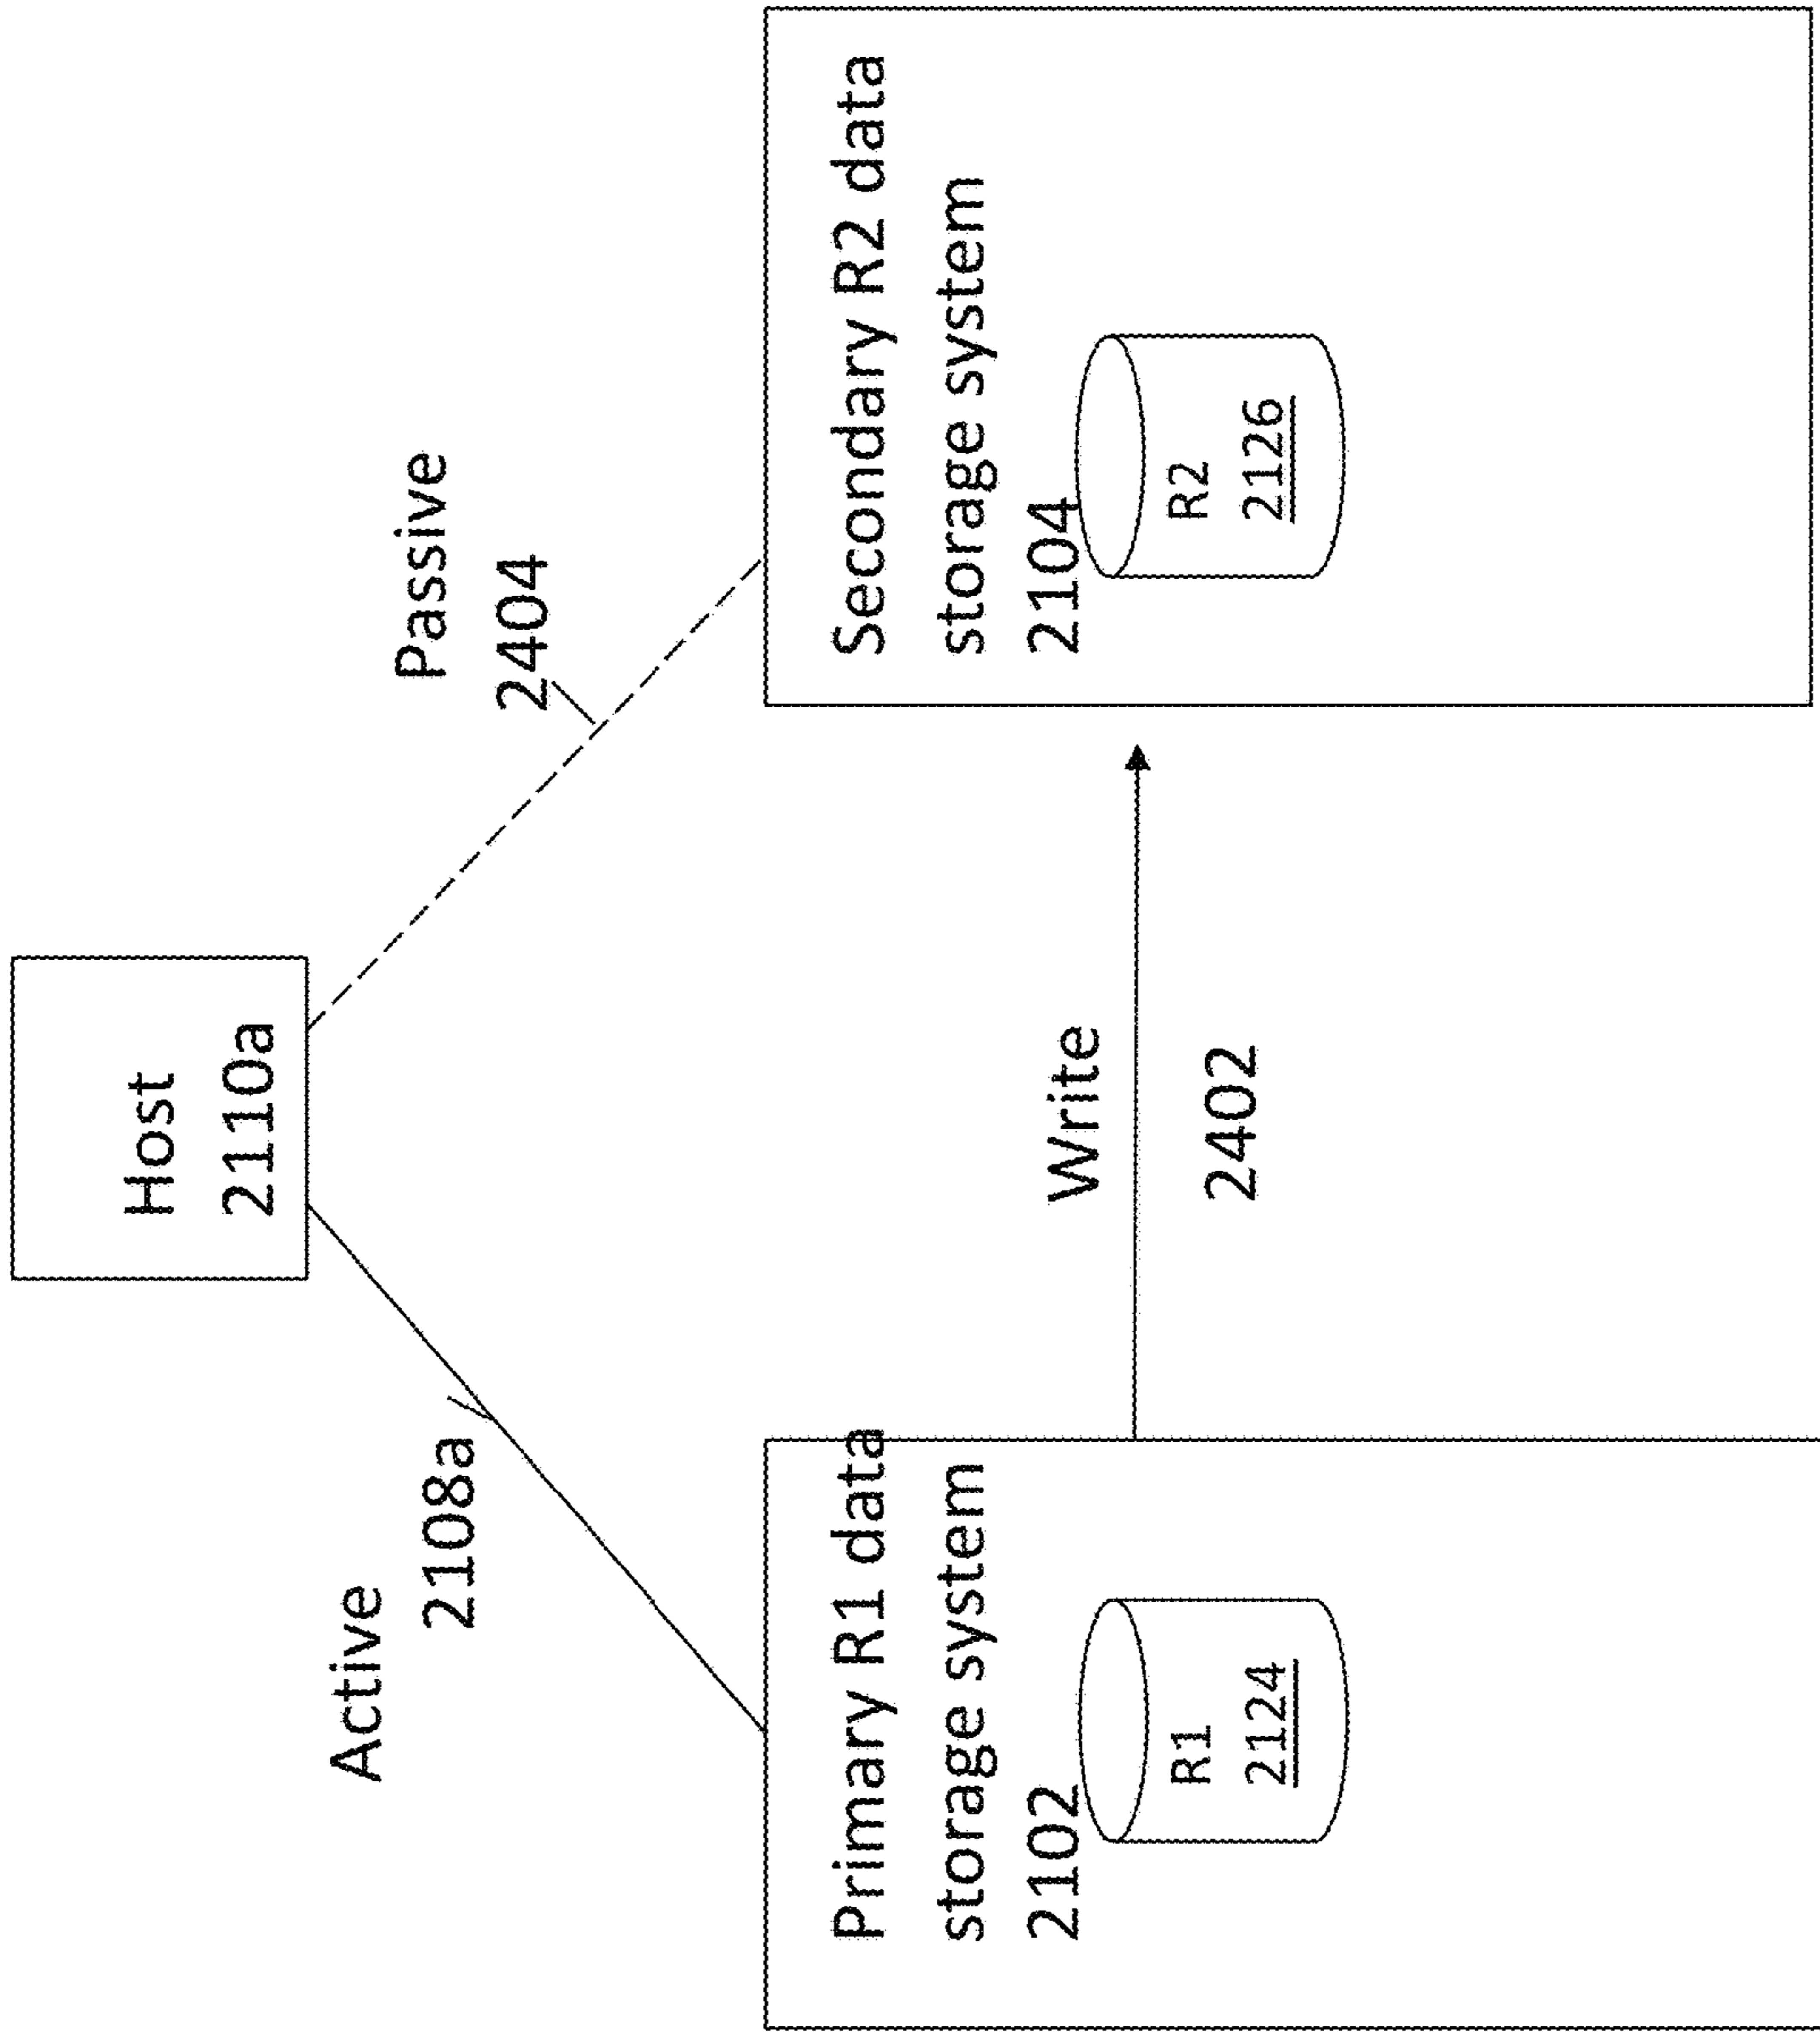 Host
2110a
Active
2108a
Passive
2404
Primary R1 data
storage system
2102
R1
2124
Write
2402
Secondary R2 data
storage system
2104
R2
2126